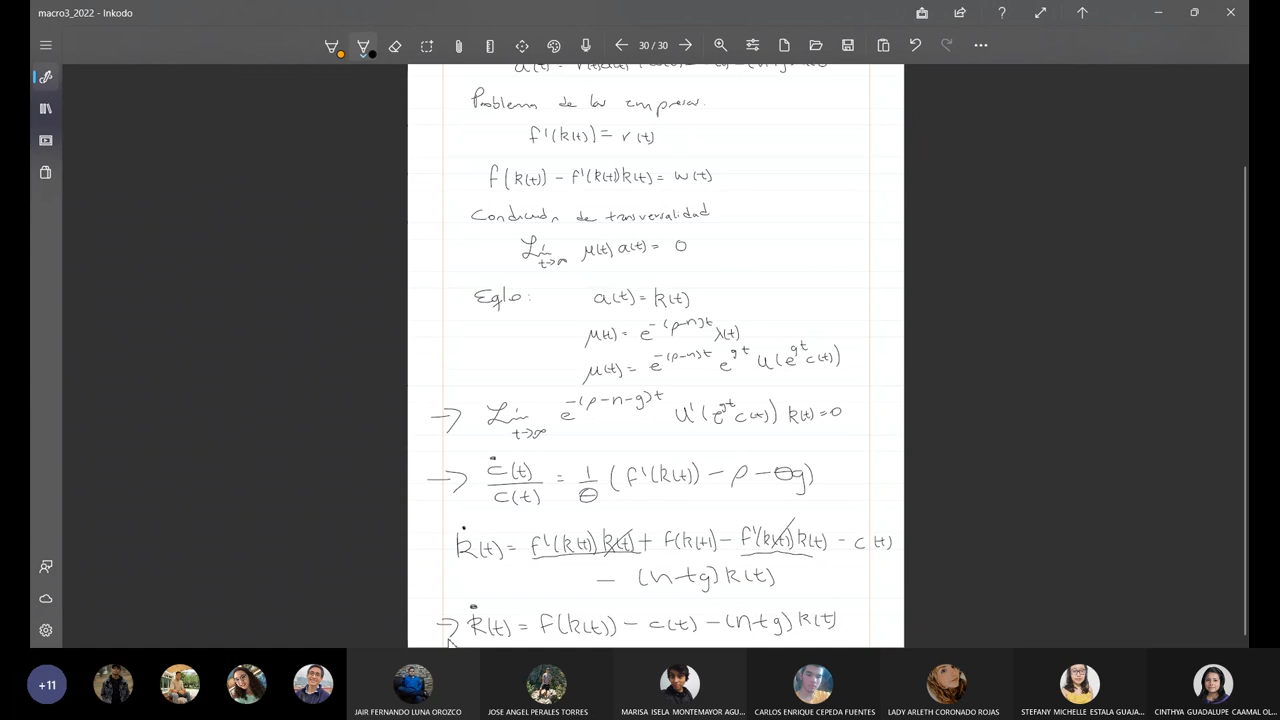 macro3_2022 - Inkodo
30 / 30
Problema de las empresas.
f'(k(t)) = r(t)
f(k(t)) - f'(k(t))k(t) = w(t)
Condición de transversalidad
Lim t→∞ μ(t) a(t) = 0
Eqlo: a(t) = k(t)
μ(t) = e^{-(ρ-n)t} λ(t)
μ(t) = e^{-(ρ-n)t} e^{gt} U(e^{gt} c(t))
→ Lim t→∞ e^{-(ρ-n-g)t} U'(e^{gt} c(t)) k(t) = 0
→ ċ(t)/c(t) = 1/θ (f'(k(t)) - ρ - θg)
k̇(t) = f'(k(t)) k(t) + f(k(t)) - f'(k(t)) k(t) - c(t)
- (n+g) k(t)
→ k̇(t) = f(k(t)) - c(t) - (n+g) k(t)
+11
JAIR FERNANDO LUNA OROZCO
JOSE ANGEL PERALES TORRES
MARISA ISELA MONTEMAYOR AGU...
CARLOS ENRIQUE CEPEDA FUENTES
LADY ARLETH CORONADO ROJAS
STEFANY MICHELLE ESTALA GUAJA...
CINTHYA GUADALUPE CAAMAL OL...